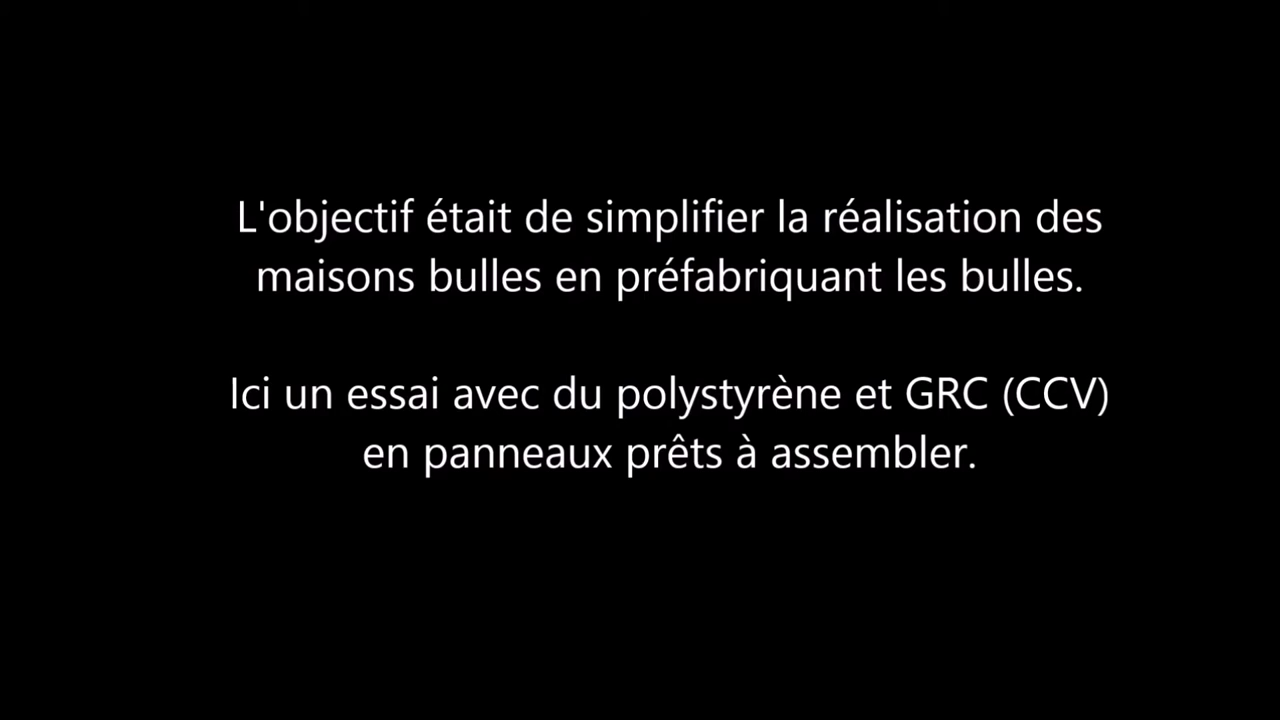 L'objectif était de simplifier la réalisation des
maisons bulles en préfabriquant les bulles.
Ici un essai avec du polystyrène et GRC (CCV)
en panneaux prêts à assembler.